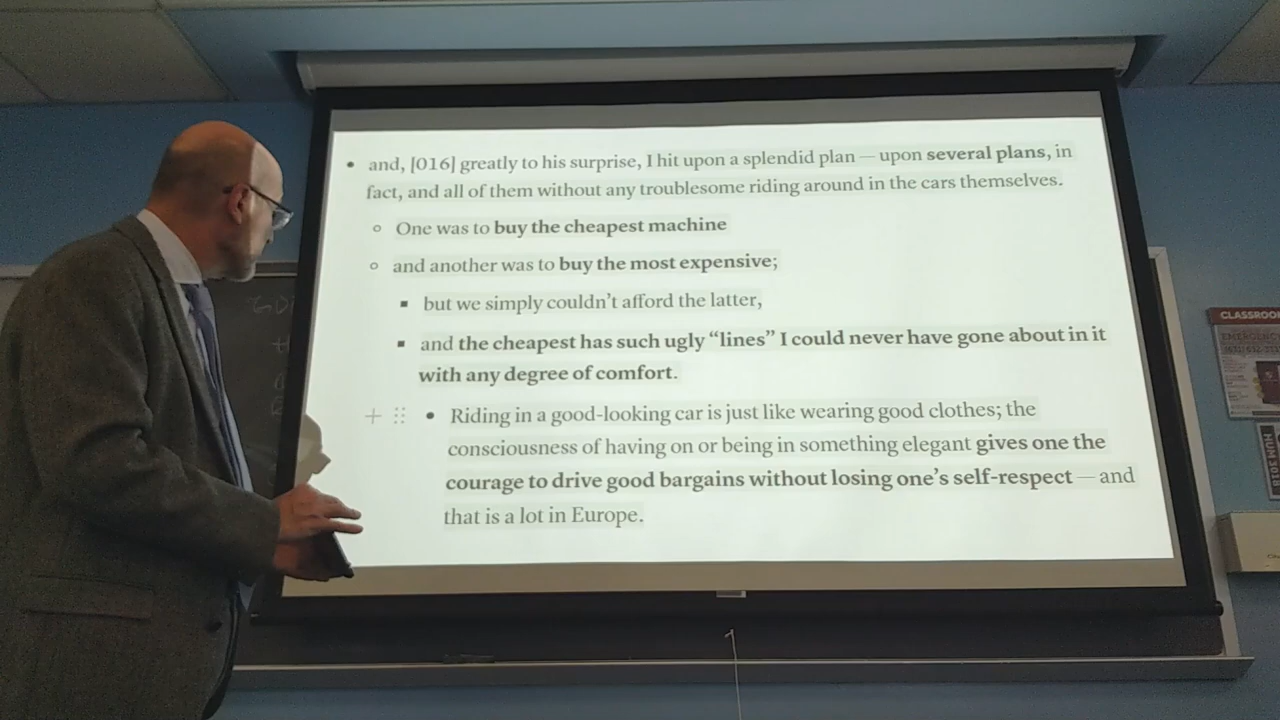 • and, [016] greatly to his surprise, I hit upon a splendid plan — upon several plans, in
fact, and all of them without any troublesome riding around in the cars themselves.
One was to buy the cheapest machine
and another was to buy the most expensive;
but we simply couldn't afford the latter,
and the cheapest has such ugly “lines” I could never have gone about in it
with any degree of comfort.
• Riding in a good-looking car is just like wearing good clothes; the
consciousness of having on or being in something elegant gives one the
courage to drive good bargains without losing one's self-respect — and
that is a lot in Europe.
CLASSROO
EMERGENCY
HUM 3018